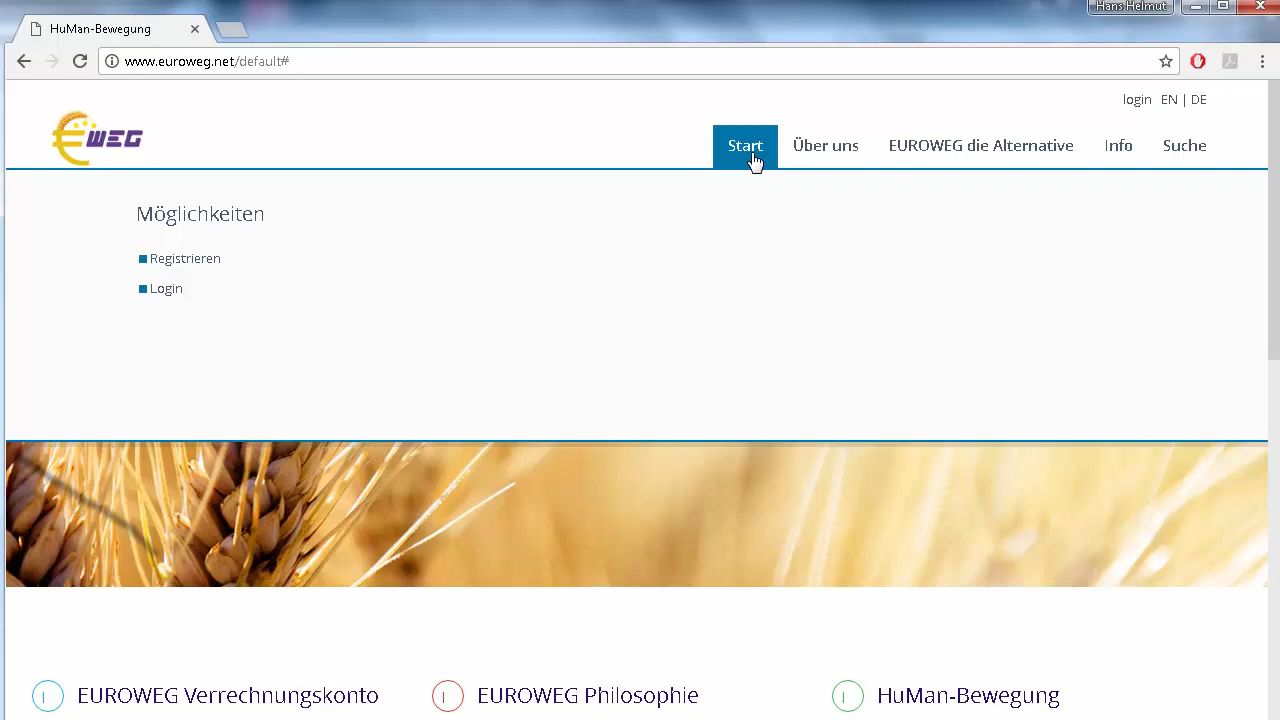 Hans Helmut
HuMan-Bewegung
www.euroweg.net/default#
login EN | DE
€WEG
Start Über uns EUROWEG die Alternative Info Suche
Möglichkeiten
Registrieren
Login
EUROWEG Verrechnungskonto EUROWEG Philosophie HuMan-Bewegung